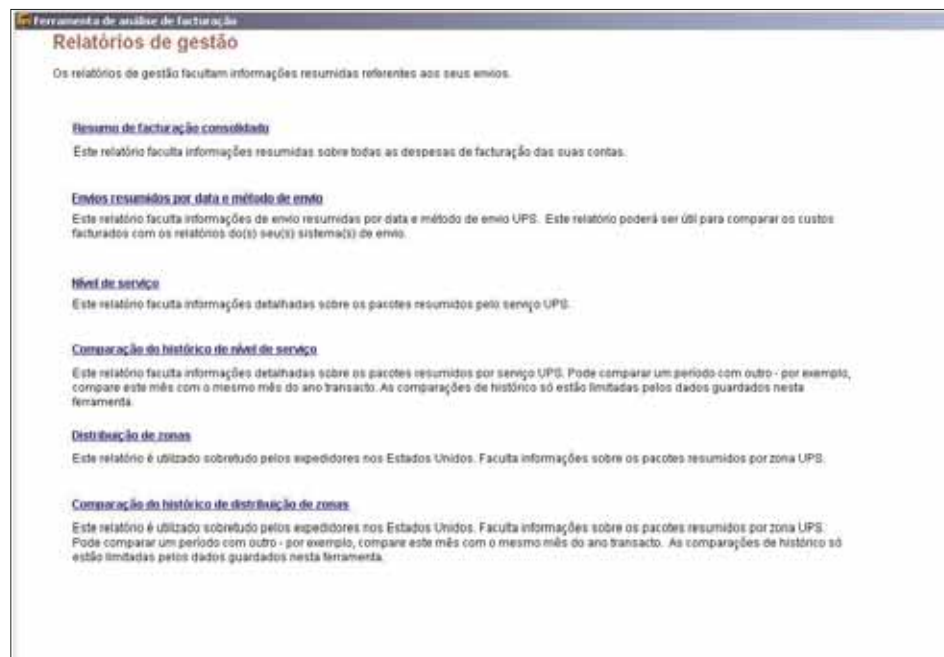 Ferramenta de análise de facturação
Relatórios de gestão
Os relatórios de gestão facultam informações resumidas referentes aos seus envios.
Resumo de facturação consolidado
Este relatório faculta informações resumidas sobre todas as despesas de facturação das suas contas.
Envios resumidos por data e método de envio
Este relatório faculta informações de envio resumidas por data e método de envio UPS. Este relatório poderá ser útil para comparar os custos
facturados com os relatórios do(s) seu(s) sistema(s) de envio.
Nível de serviço
Este relatório faculta informações detalhadas sobre os pacotes resumidos pelo serviço UPS.
Comparação do histórico de nível de serviço
Este relatório faculta informações detalhadas sobre os pacotes resumidos por serviço UPS. Pode comparar um período com outro - por exemplo,
compare este mês com o mesmo mês do ano transacto. As comparações de histórico só estão limitadas pelos dados guardados nesta
ferramenta.
Distribuição de zonas
Este relatório é utilizado sobretudo pelos expedidores nos Estados Unidos. Faculta informações sobre os pacotes resumidos por zona UPS.
Comparação do histórico de distribuição de zonas
Este relatório é utilizado sobretudo pelos expedidores nos Estados Unidos. Faculta informações sobre os pacotes resumidos por zona UPS.
Pode comparar um período com outro - por exemplo, compare este mês com o mesmo mês do ano transacto. As comparações de histórico só
estão limitadas pelos dados guardados nesta ferramenta.